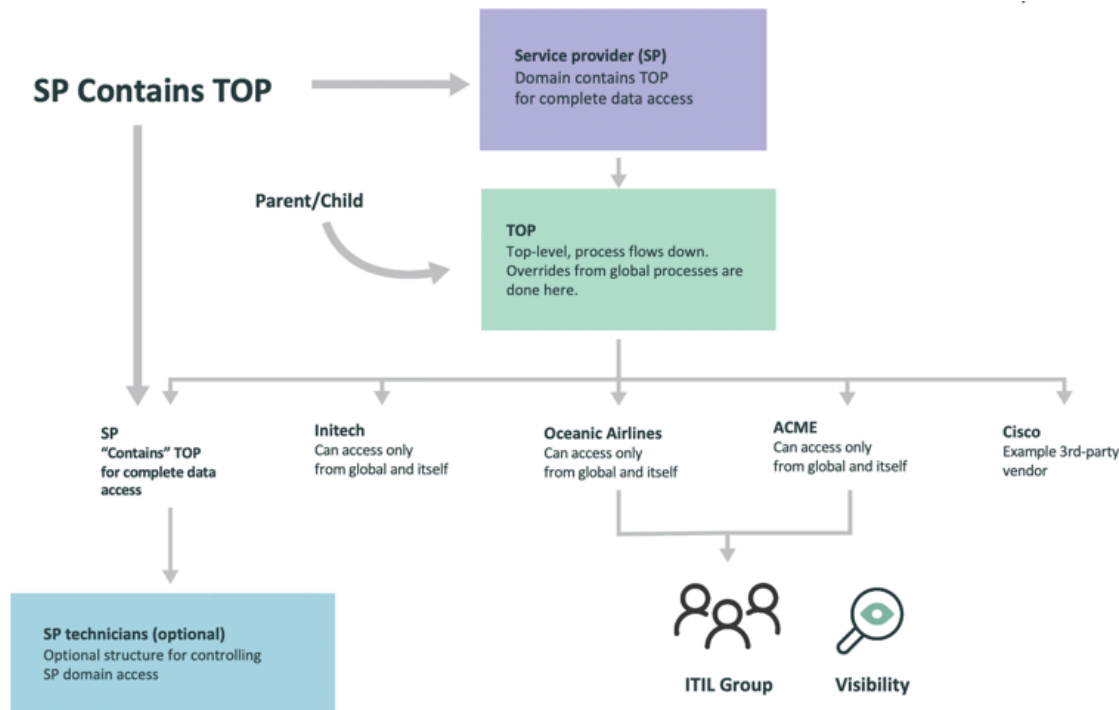 SP Contains TOP
Service provider (SP)
Domain contains TOP
for complete data access
Parent/Child
TOP
Top-level, process flows down.
Overrides from global processes are
done here.
SP
“Contains” TOP
for complete data
access
Initech
Can access only
from global and itself
Oceanic Airlines
Can access only
from global and itself
ACME
Can access only
from global and itself
Cisco
Example 3rd-party
vendor
SP technicians (optional)
Optional structure for controlling
SP domain access
ITIL Group
Visibility